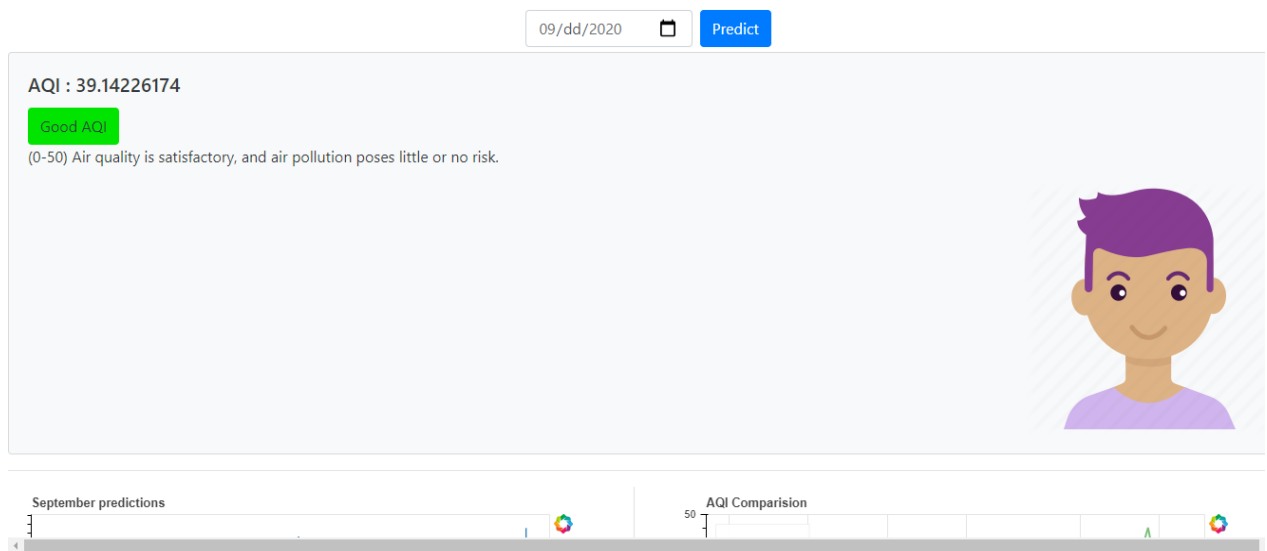 09/dd/2020 Predict
AQI : 39.14226174
Good AQI
(0-50) Air quality is satisfactory, and air pollution poses little or no risk.
September predictions
AQI Comparision
50